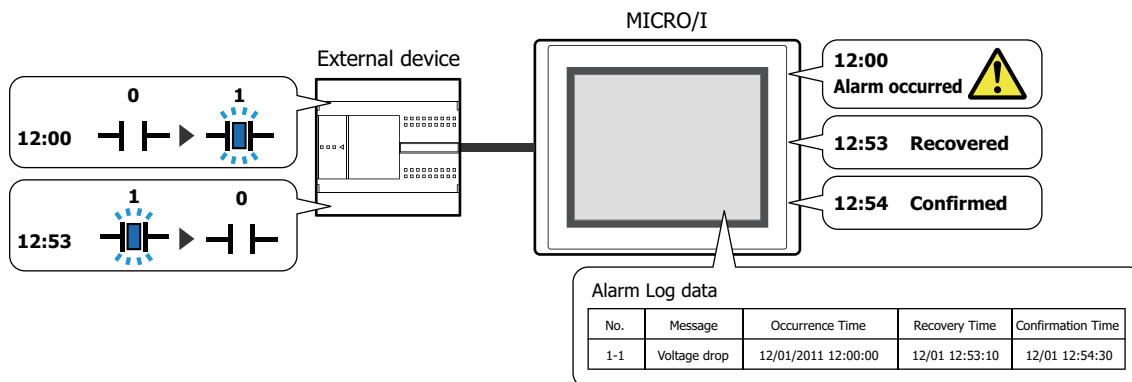 MICRO/I
External device
0 1
12:00
1 0
12:53
12:00
Alarm occurred
12:53 Recovered
12:54 Confirmed
Alarm Log data
No. Message Occurrence Time Recovery Time Confirmation Time
1-1 Voltage drop 12/01/2011 12:00:00 12/01 12:53:10 12/01 12:54:30